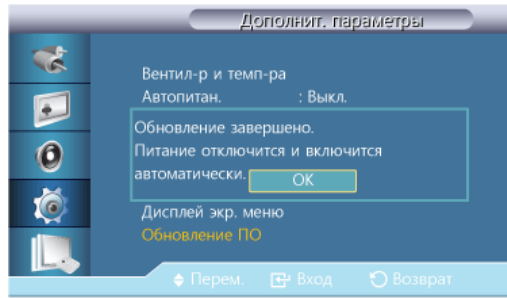 Дополнит. параметры
Вентил-р и темп-ра
Автопитан. : Выкл.
Обновление завершено.
Питание отключится и включится
автоматически. OK
Дисплей экр. меню
Обновление ПО
Перем. Вход Возврат